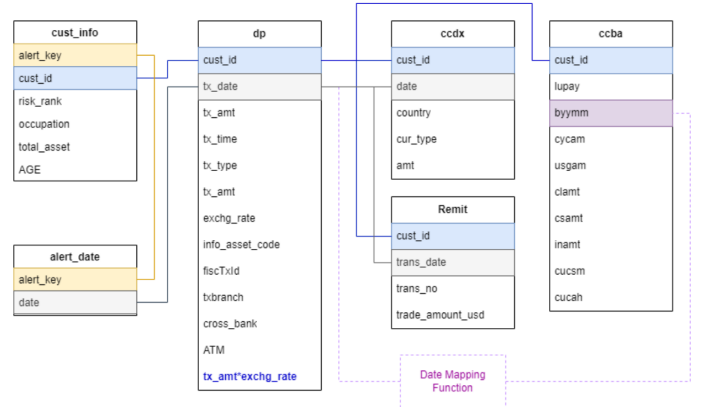 cust_info
alert_key
cust_id
risk_rank
occupation
total_asset
AGE
alert_date
alert_key
date
dp
cust_id
tx_date
tx_amt
tx_time
tx_type
tx_amt
exchg_rate
info_asset_code
fiscTxId
txbranch
cross_bank
ATM
tx_amt*exchg_rate
ccdx
cust_id
date
country
cur_type
amt
Remit
cust_id
trans_date
trans_no
trade_amount_usd
ccba
cust_id
lupay
byymm
cycam
usgam
clamt
csamt
inamt
cucsm
cucah
Date Mapping
Function